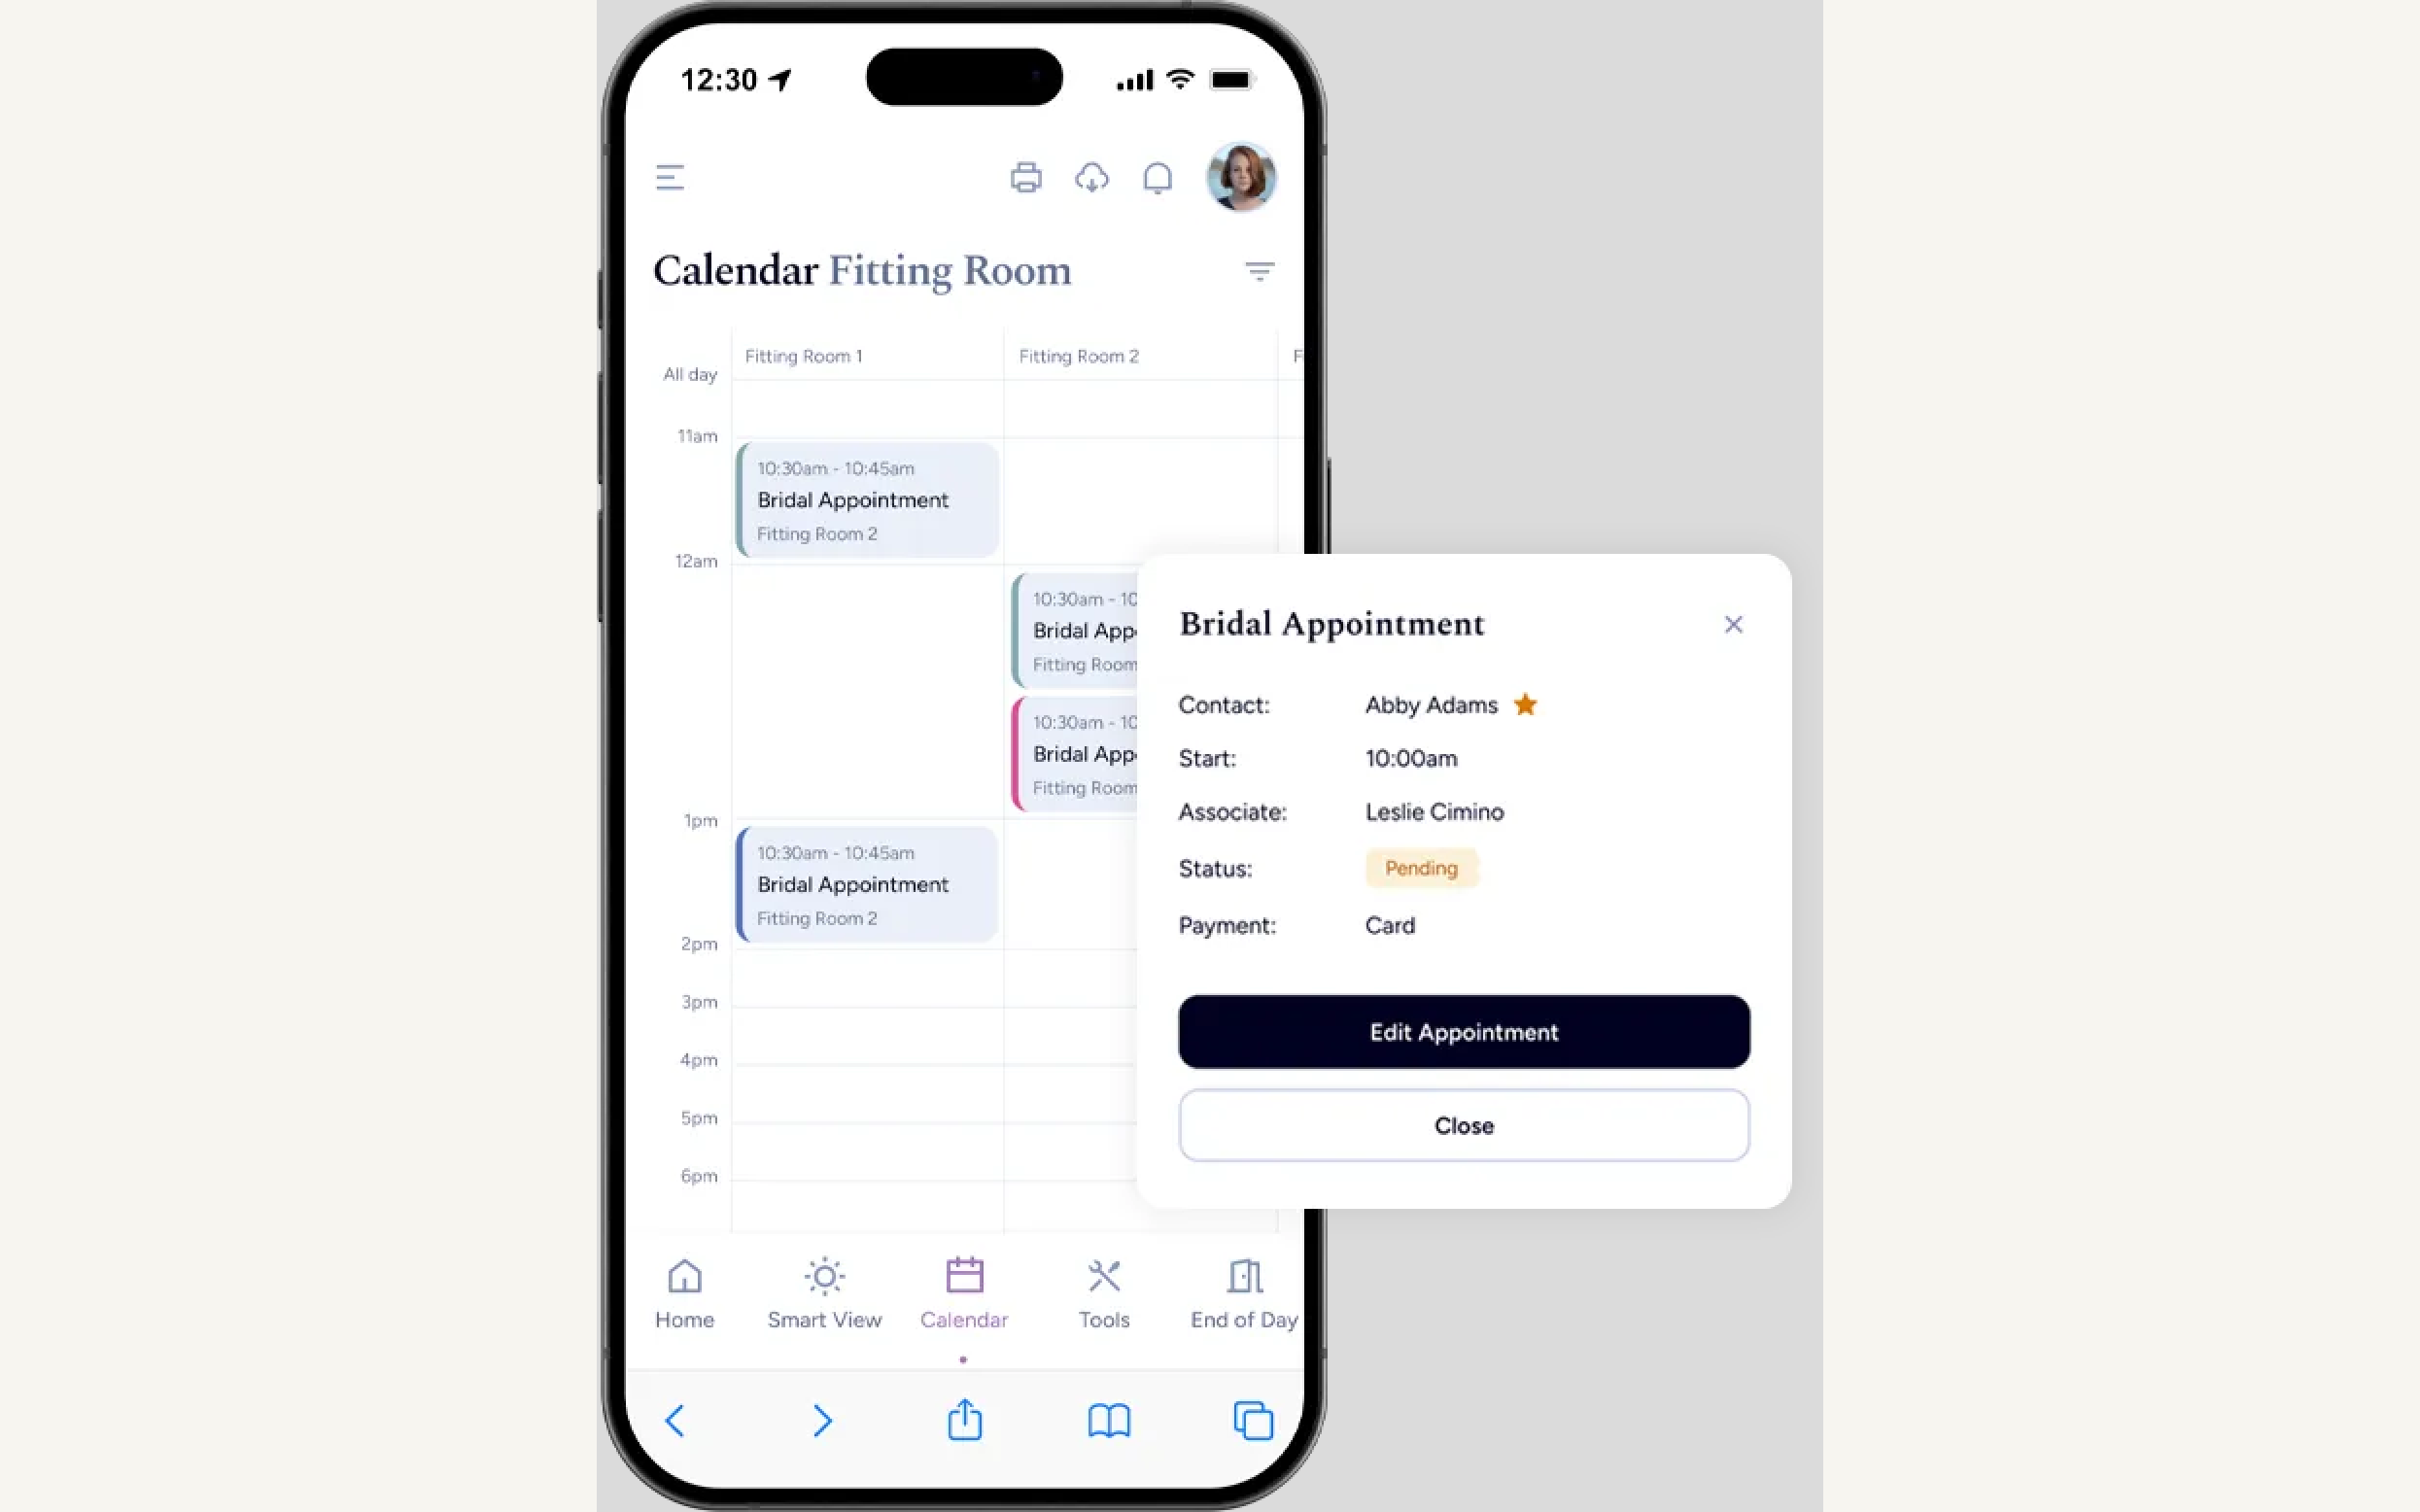 12:30
Calendar Fitting Room
Fitting Room 1
Fitting Room 2
F
All day
11am
10:30am - 10:45am
Bridal Appointment
Fitting Room 2
12am
10:30am - 10
Bridal App
Fitting Room
10:30am - 10
Bridal App
Fitting Room
1pm
10:30am - 10:45am
Bridal Appointment
Fitting Room 2
2pm
3pm
4pm
5pm
6pm
Bridal Appointment
Contact: Abby Adams
Start: 10:00am
Associate: Leslie Cimino
Status: Pending
Payment: Card
Edit Appointment
Close
Home
Smart View
Calendar
Tools
End of Day